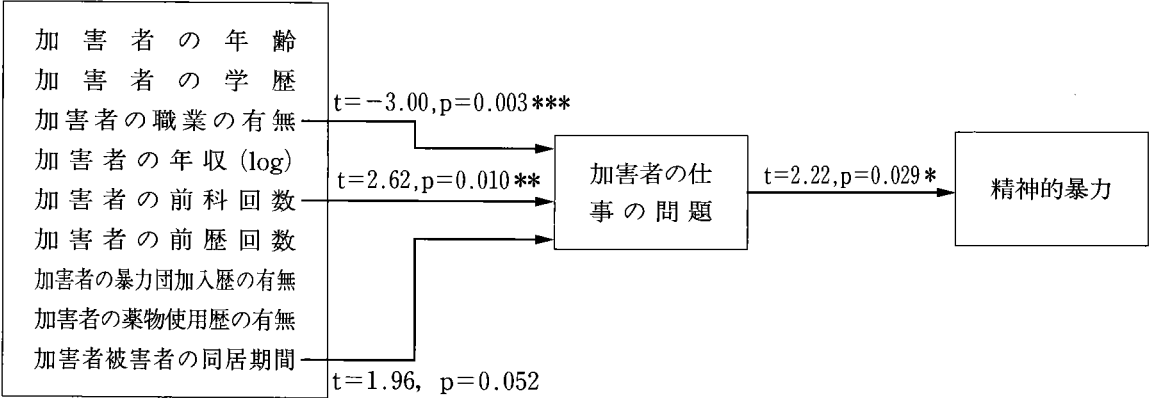 加害者の年齢
加害者の学歴
t=-3.00,p=0.003***
加害者の職業の有無
加害者の年収(log)
t=2.62,p=0.010**
加害者の前科回数
加害者の前歴回数
加害者の暴力団加入歴の有無
加害者の薬物使用歴の有無
加害者被害者の同居期間
t=1.96, p=0.052
加害者の仕
事の問題
t=2.22,p=0.029*
精神的暴力